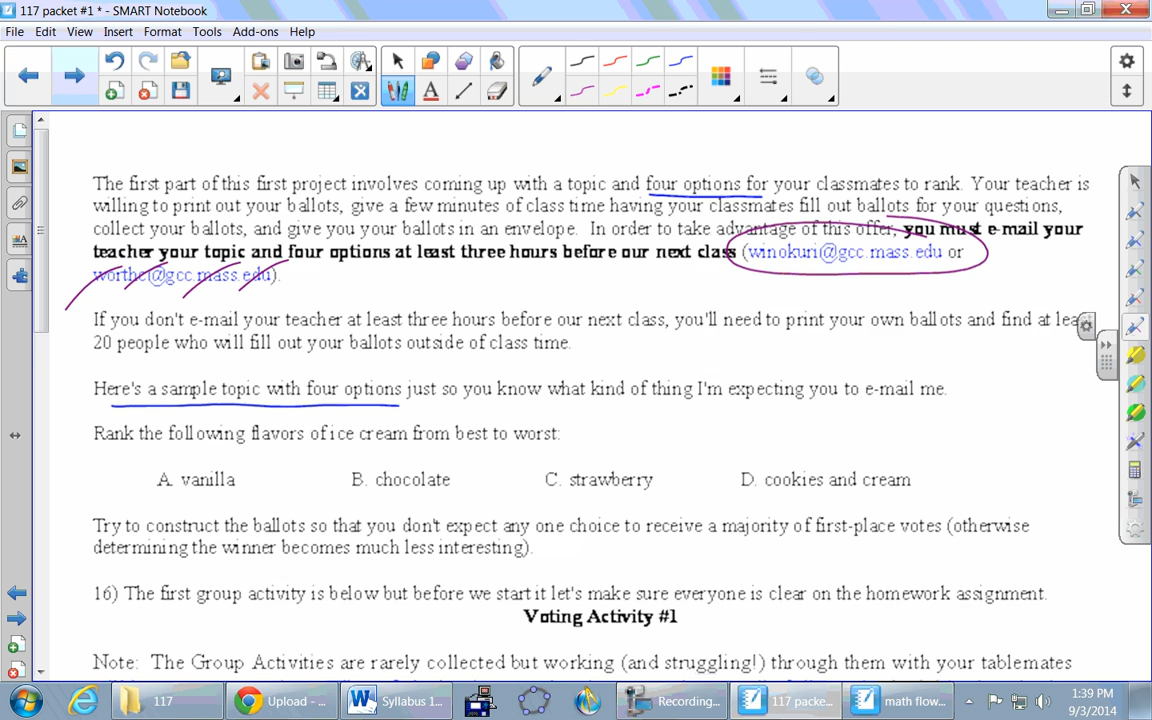 117 packet #1 * - SMART Notebook
File Edit View Insert Format Tools Add-ons Help
The first part of this first project involves coming up with a topic and four options for your classmates to rank. Your teacher is
willing to print out your ballots, give a few minutes of class time having your classmates fill out ballots for your questions,
collect your ballots, and give you your ballots in an envelope. In order to take advantage of this offer, you must e-mail your
teacher your topic and four options at least three hours before our next class (winokuri@gcc.mass.edu or
worthei@gcc.mass.edu).
If you don't e-mail your teacher at least three hours before our next class, you'll need to print your own ballots and find at
20 people who will fill out your ballots outside of class time.
Here's a sample topic with four options just so you know what kind of thing I'm expecting you to e-mail me.
Rank the following flavors of ice cream from best to worst:
A. vanilla B. chocolate C. strawberry D. cookies and cream
Try to construct the ballots so that you don't expect any one choice to receive a majority of first-place votes (otherwise
determining the winner becomes much less interesting).
16) The first group activity is below but before we start it let's make sure everyone is clear on the homework assignment.
Voting Activity #1
Note: The Group Activities are rarely collected but working (and struggling!) through them with your tablemates
117 Upload - ... Syllabus 1... Recording... 117 packe... math flow... 1:39 PM
9/3/2014